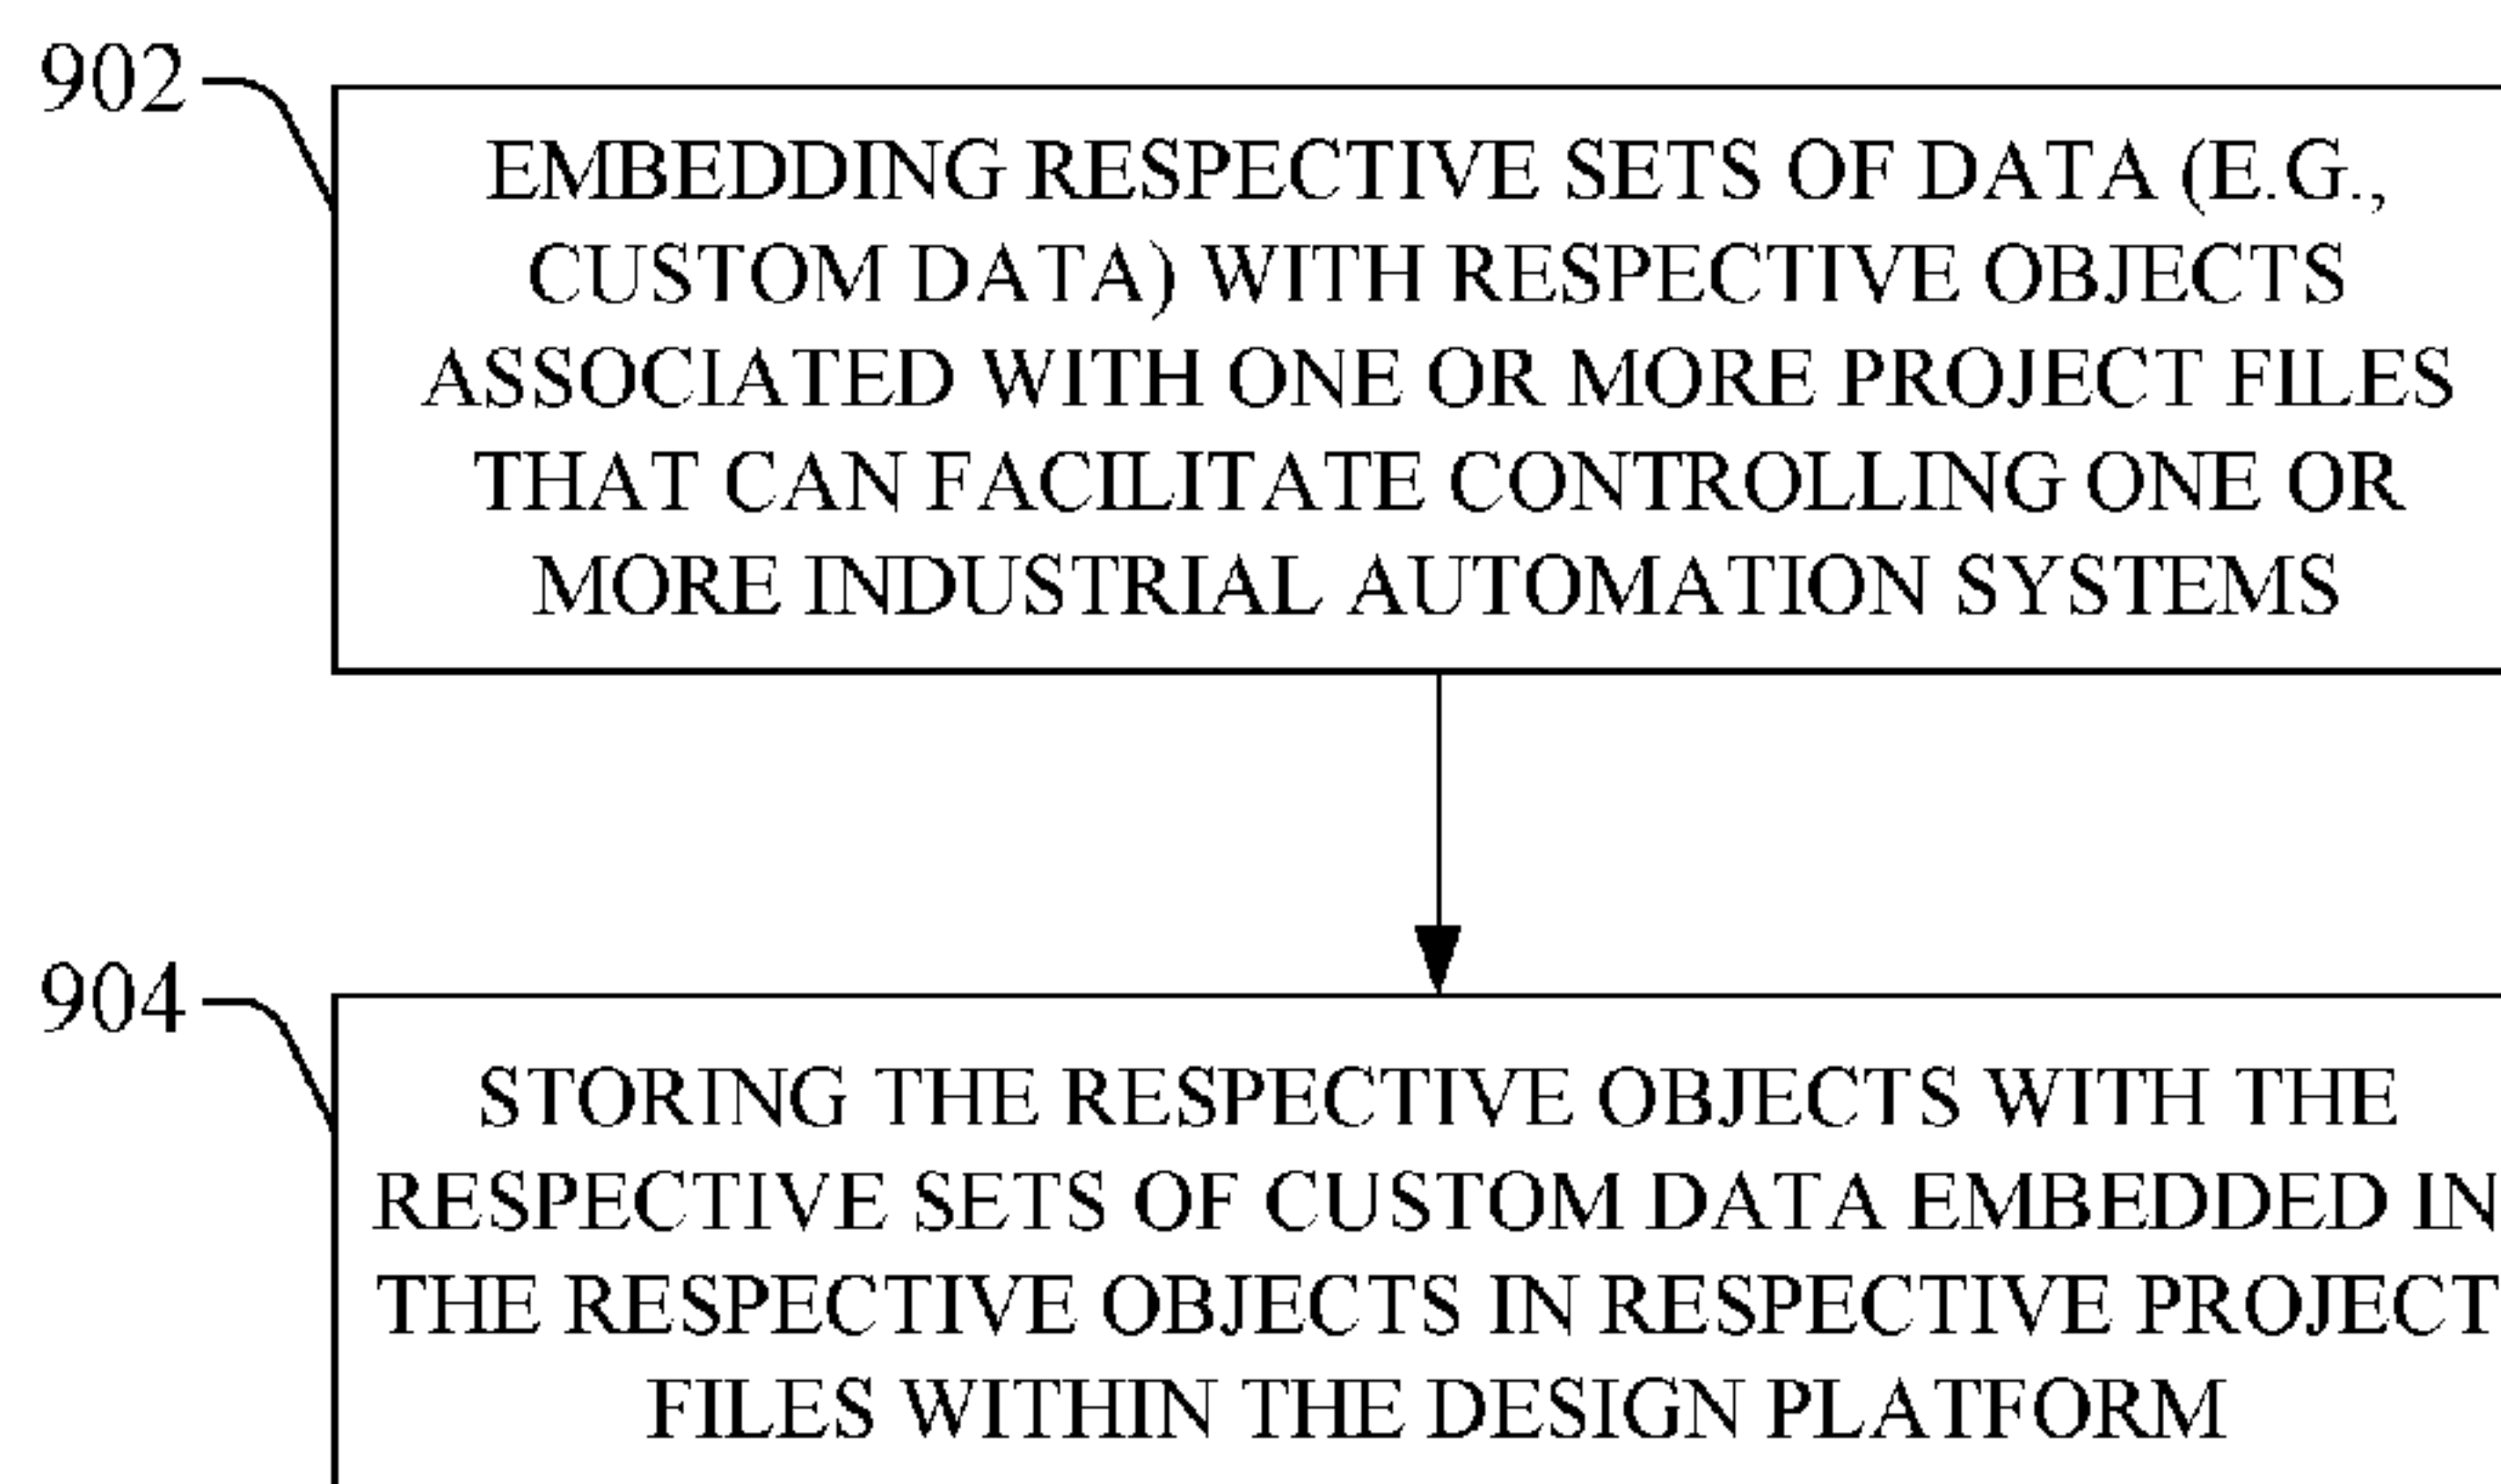 902
EMBEDDING RESPECTIVE SETS OF DATA (E.G.,
CUSTOM DATA) WITH RESPECTIVE OBJECTS
ASSOCIATED WITH ONE OR MORE PROJECT FILES
THAT CAN FACILITATE CONTROLLING ONE OR
MORE INDUSTRIAL AUTOMATION SYSTEMS
904
STORING THE RESPECTIVE OBJECTS WITH THE
RESPECTIVE SETS OF CUSTOM DATA EMBEDDED IN
THE RESPECTIVE OBJECTS IN RESPECTIVE PROJECT
FILES WITHIN THE DESIGN PLATFORM